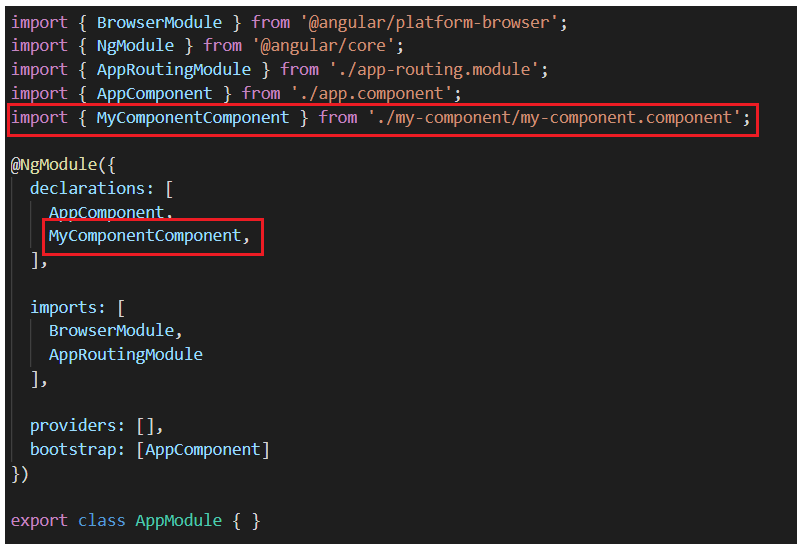 import { BrowserModule } from '@angular/platform-browser';
import { NgModule } from '@angular/core';
import { AppRoutingModule } from './app-routing.module';
import { AppComponent } from './app.component';
import { MyComponentComponent } from './my-component/my-component.component';
@NgModule({
declarations: [
AppComponent,
MyComponentComponent,
],
imports: [
BrowserModule,
AppRoutingModule
],
providers: [],
bootstrap: [AppComponent]
})
export class AppModule { }